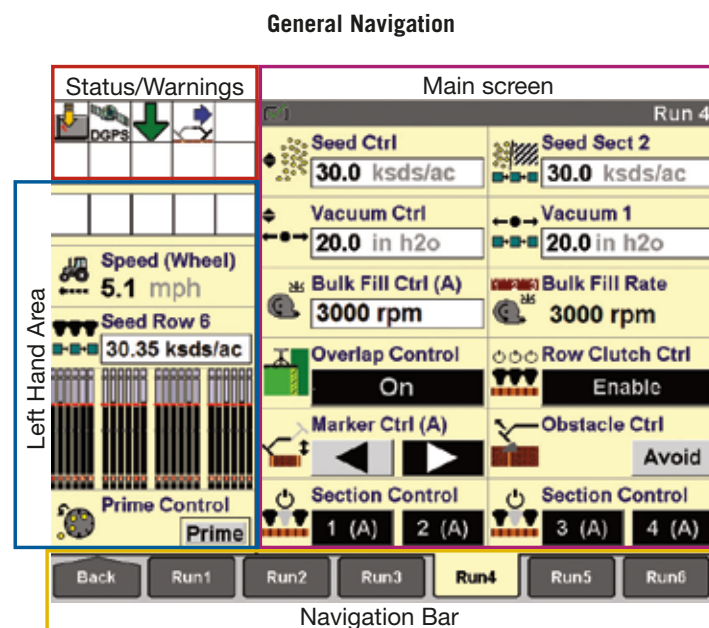 General Navigation
Status/Warnings
Main screen
DGPS
Run 4
Left Hand Area
Speed (Wheel)
5.1 mph
Seed Row 6
30.35 ksds/ac
Prime Control
Prime
Seed Ctrl
30.0 ksds/ac
Seed Sect 2
30.0 ksds/ac
Vacuum Ctrl
20.0 in h2o
Vacuum 1
20.0 in h2o
Bulk Fill Ctrl (A)
3000 rpm
Bulk Fill Rate
3000 rpm
Overlap Control
On
Row Clutch Ctrl
Enable
Marker Ctrl (A)
Obstacle Ctrl
Avoid
Section Control
1 (A) 2 (A)
Section Control
3 (A) 4 (A)
Back Run1 Run2 Run3 Run4 Run5 Run6
Navigation Bar